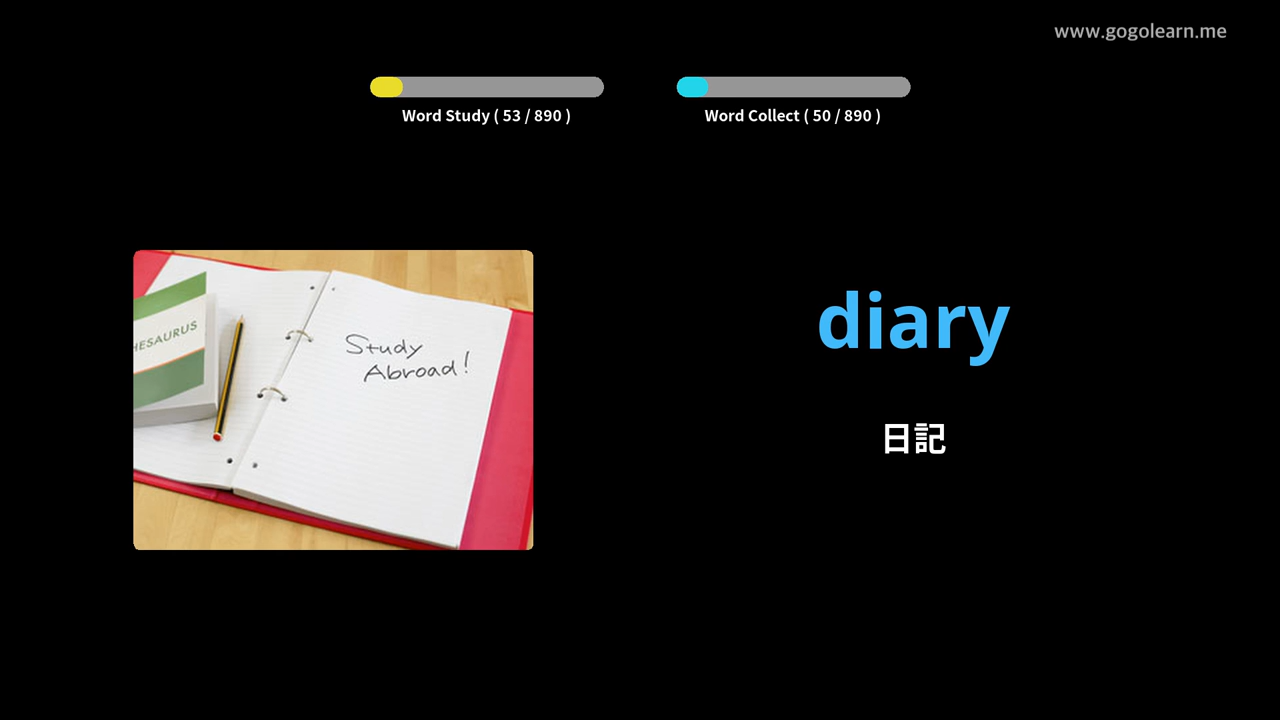 www.gogolearn.me
Word Study ( 53 / 890 )
Word Collect ( 50 / 890 )
HESAURUS
Study
Abroad!
diary
日記